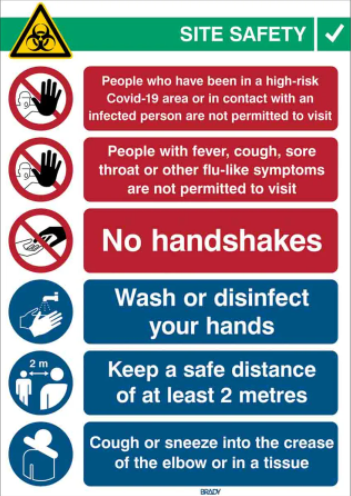 SITE SAFETY
People who have been in a high-risk
Covid-19 area or in contact with an
infected person are not permitted to visit
People with fever, cough, sore
throat or other flu-like symptoms
are not permitted to visit
No handshakes
Wash or disinfect
your hands
2 m
Keep a safe distance
of at least 2 metres
Cough or sneeze into the crease
of the elbow or in a tissue
BRADY